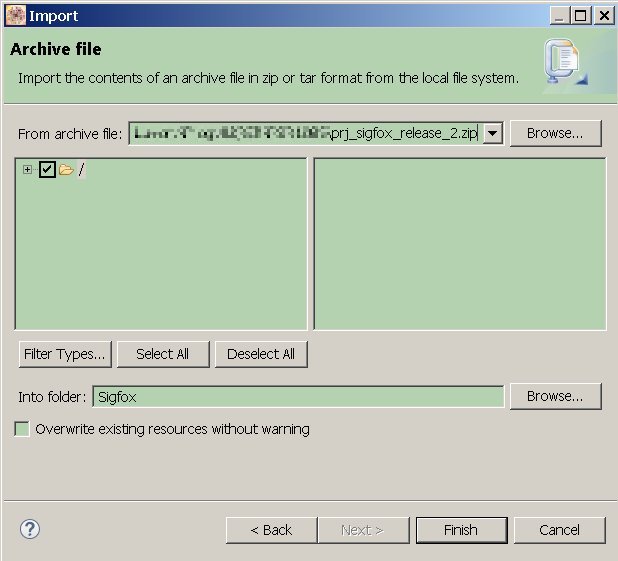 Import
Archive file
Import the contents of an archive file in zip or tar format from the local file system.
From archive file: \prj_sigfox_release_2.zip Browse...
/
Filter Types... Select All Deselect All
Into folder: Sigfox Browse...
Overwrite existing resources without warning
? < Back Next > Finish Cancel